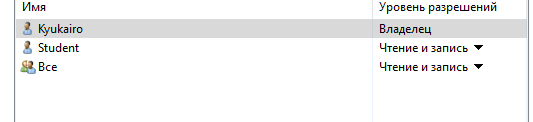 Имя Уровень разрешений
Kyukairo Владелец
Student Чтение и запись
Все Чтение и запись